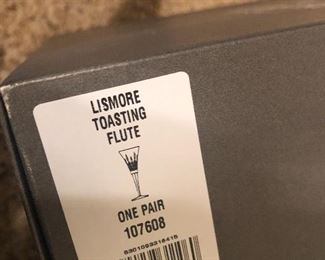 LISMORE
TOASTING
FLUTE
ONE PAIR
107608